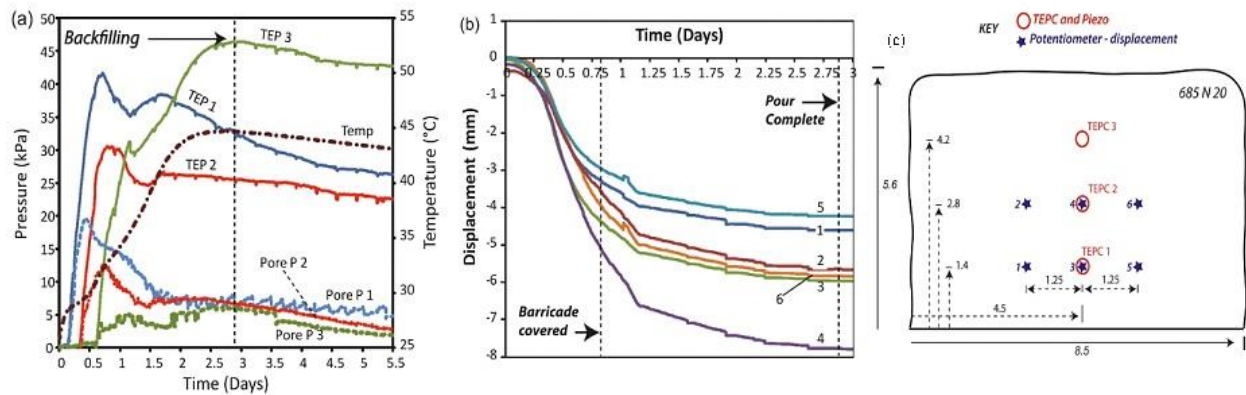 (a)
Backfilling
TEP 3
TEP 1
Temp
TEP 2
Pore P 2
Pore P 1
Pore P 3
Pressure (kPa)
50
45
40
35
30
25
20
15
10
5
0
Temperature (°C)
55
50
45
40
35
30
25
0 0.5 1 1.5 2 2.5 3 3.5 4 4.5 5 5.5
Time (Days)
(b)
Time (Days)
0 0.25 0.5 0.75 1 1.25 1.5 1.75 2 2.25 2.5 2.75 3
Displacement (mm)
1
0
-1
-2
-3
-4
-5
-6
-7
-8
Pour
Complete
5
1
2
6
3
4
Barricade
covered
(c)
KEY
TEPC and Piezo
Potentiometer - displacement
685 N 20
TEPC 3
4.2
5.6
TEPC 2
2.8
2
4
6
TEPC 1
1.4
1
3
5
1.25
1.25
4.5
8.5